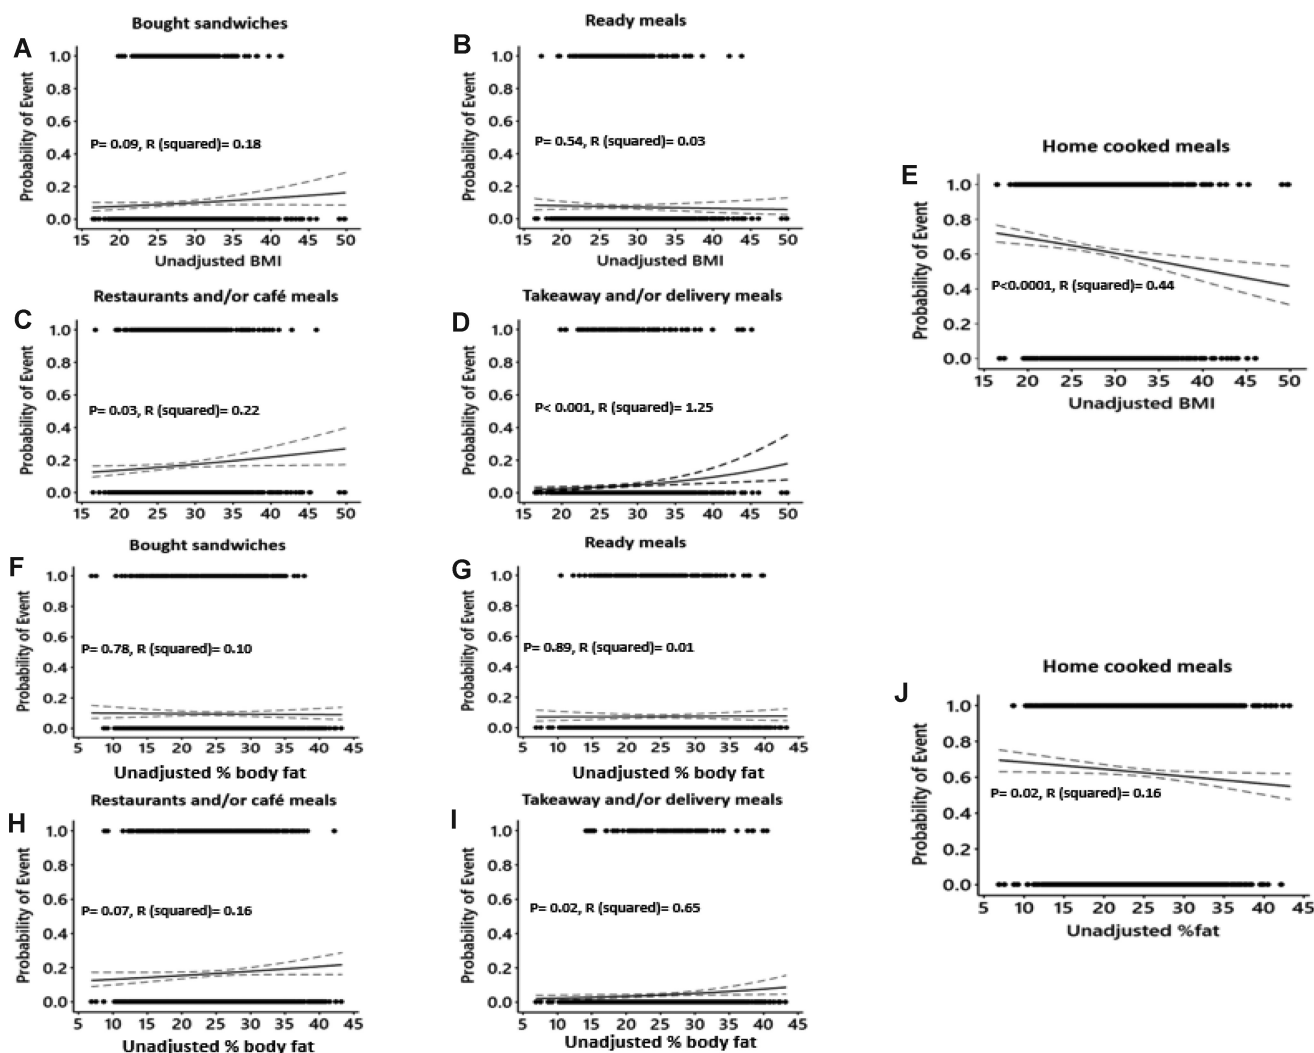 Bought sandwiches
A
Probability of Event
1.0
0.8
0.6
0.4
0.2
0.0
P= 0.09, R (squared)= 0.18
15 20 25 30 35 40 45 50
Unadjusted BMI
Ready meals
B
Probability of Event
1.0
0.8
0.6
0.4
0.2
0.0
P= 0.54, R (squared)= 0.03
15 20 25 30 35 40 45 50
Unadjusted BMI
Restaurants and/or café meals
C
Probability of Event
1.0
0.8
0.6
0.4
0.2
0.0
P= 0.03, R (squared)= 0.22
15 20 25 30 35 40 45 50
Takeaway and/or delivery meals
D
Probability of Event
1.0
0.8
0.6
0.4
0.2
0.0
P< 0.001, R (squared)= 1.25
15 20 25 30 35 40 45 50
Home cooked meals
E
Probability of Event
1.0
0.8
0.6
0.4
0.2
0.0
P<0.0001, R (squared)= 0.44
15 20 25 30 35 40 45 50
Unadjusted BMI
Bought sandwiches
F
Probability of Event
1.0
0.8
0.6
0.4
0.2
0.0
P= 0.78, R (squared)= 0.10
5 10 15 20 25 30 35 40 45
Unadjusted % body fat
Ready meals
G
Probability of Event
1.0
0.8
0.6
0.4
0.2
0.0
P= 0.89, R (squared)= 0.01
5 10 15 20 25 30 35 40 45
Unadjusted % body fat
Restaurants and/or café meals
H
Probability of Event
1.0
0.8
0.6
0.4
0.2
0.0
P= 0.07, R (squared)= 0.16
5 10 15 20 25 30 35 40 45
Unadjusted % body fat
Takeaway and/or delivery meals
I
Probability of Event
1.0
0.8
0.6
0.4
0.2
0.0
P= 0.02, R (squared)= 0.65
5 10 15 20 25 30 35 40 45
Unadjusted % body fat
Home cooked meals
J
Probability of Event
1.0
0.8
0.6
0.4
0.2
0.0
P= 0.02, R (squared)= 0.16
5 10 15 20 25 30 35 40 45
Unadjusted %fat